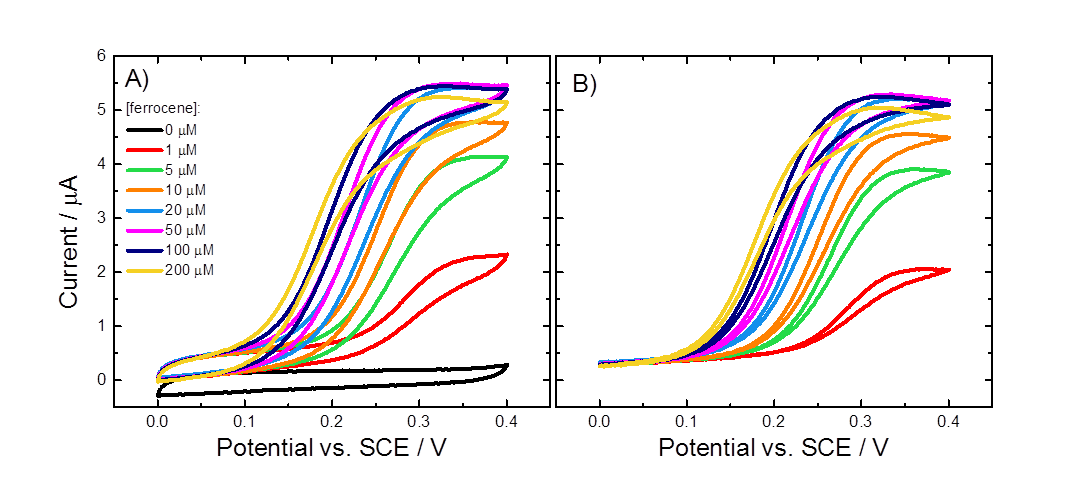 A)
B)
[ferrocene]:
0 μM
1 μM
5 μM
10 μM
20 μM
50 μM
100 μM
200 μM
6
5
4
3
2
1
0
Current / μA
0.0 0.1 0.2 0.3 0.4
0.0 0.1 0.2 0.3 0.4
Potential vs. SCE / V
Potential vs. SCE / V